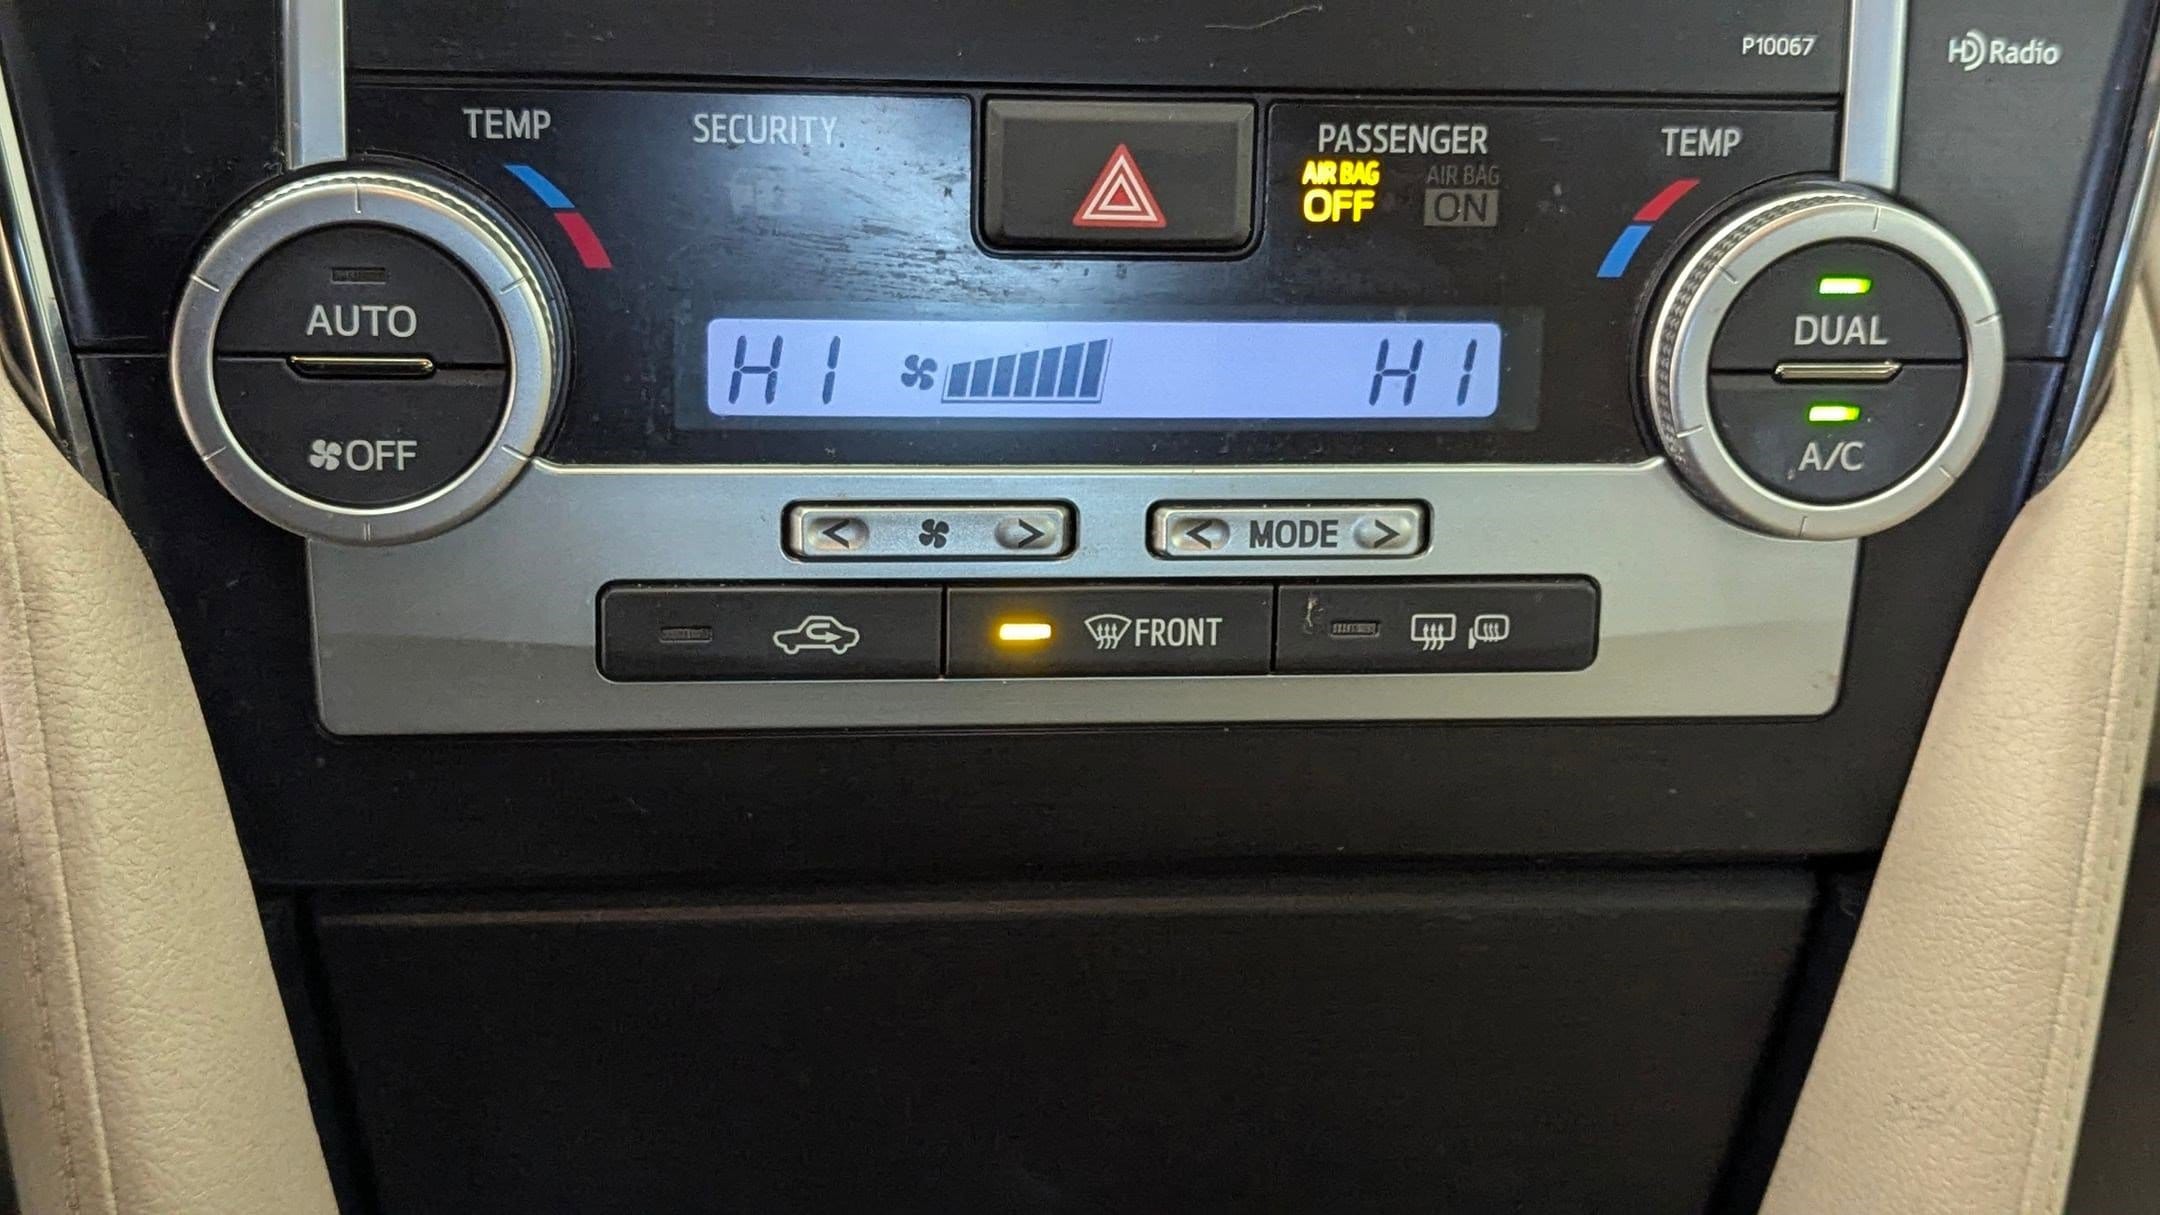 P10067
HD Radio
TEMP
SECURITY
PASSENGER
AIR BAG
OFF
AIR BAG
ON
TEMP
AUTO
OFF
HI
HI
DUAL
A/C
< >
< MODE >
FRONT